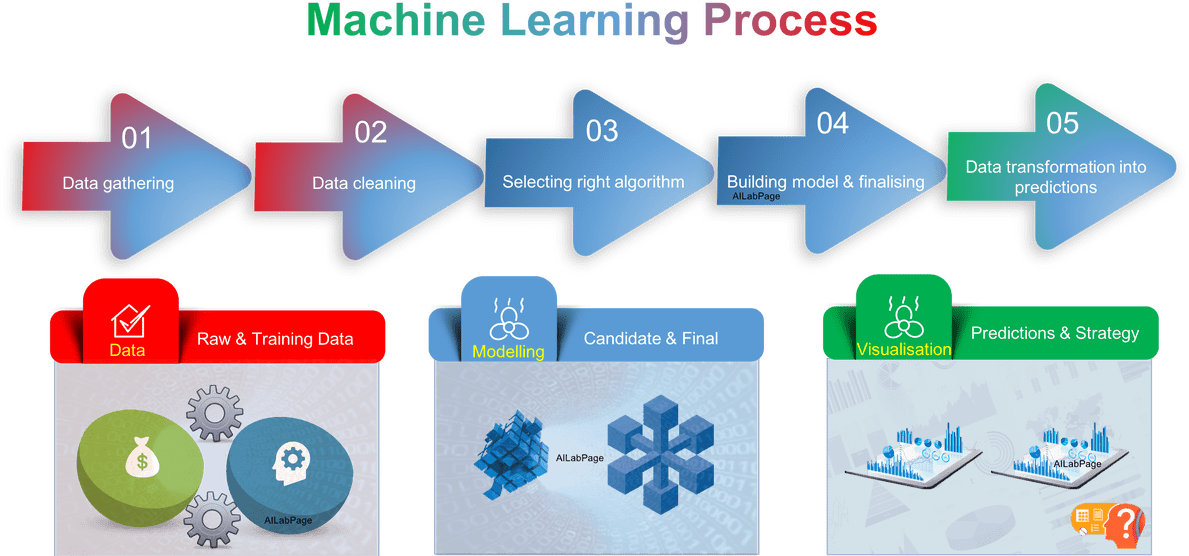 Machine Learning Process
01
Data gathering
02
Data cleaning
03
Selecting right algorithm
04
Building model & finalising
AILabPage
05
Data transformation into
predictions
Data
Raw & Training Data
$
AILabPage
Modelling
Candidate & Final
AILabPage
Visualisation
Predictions & Strategy
AILabPage
?